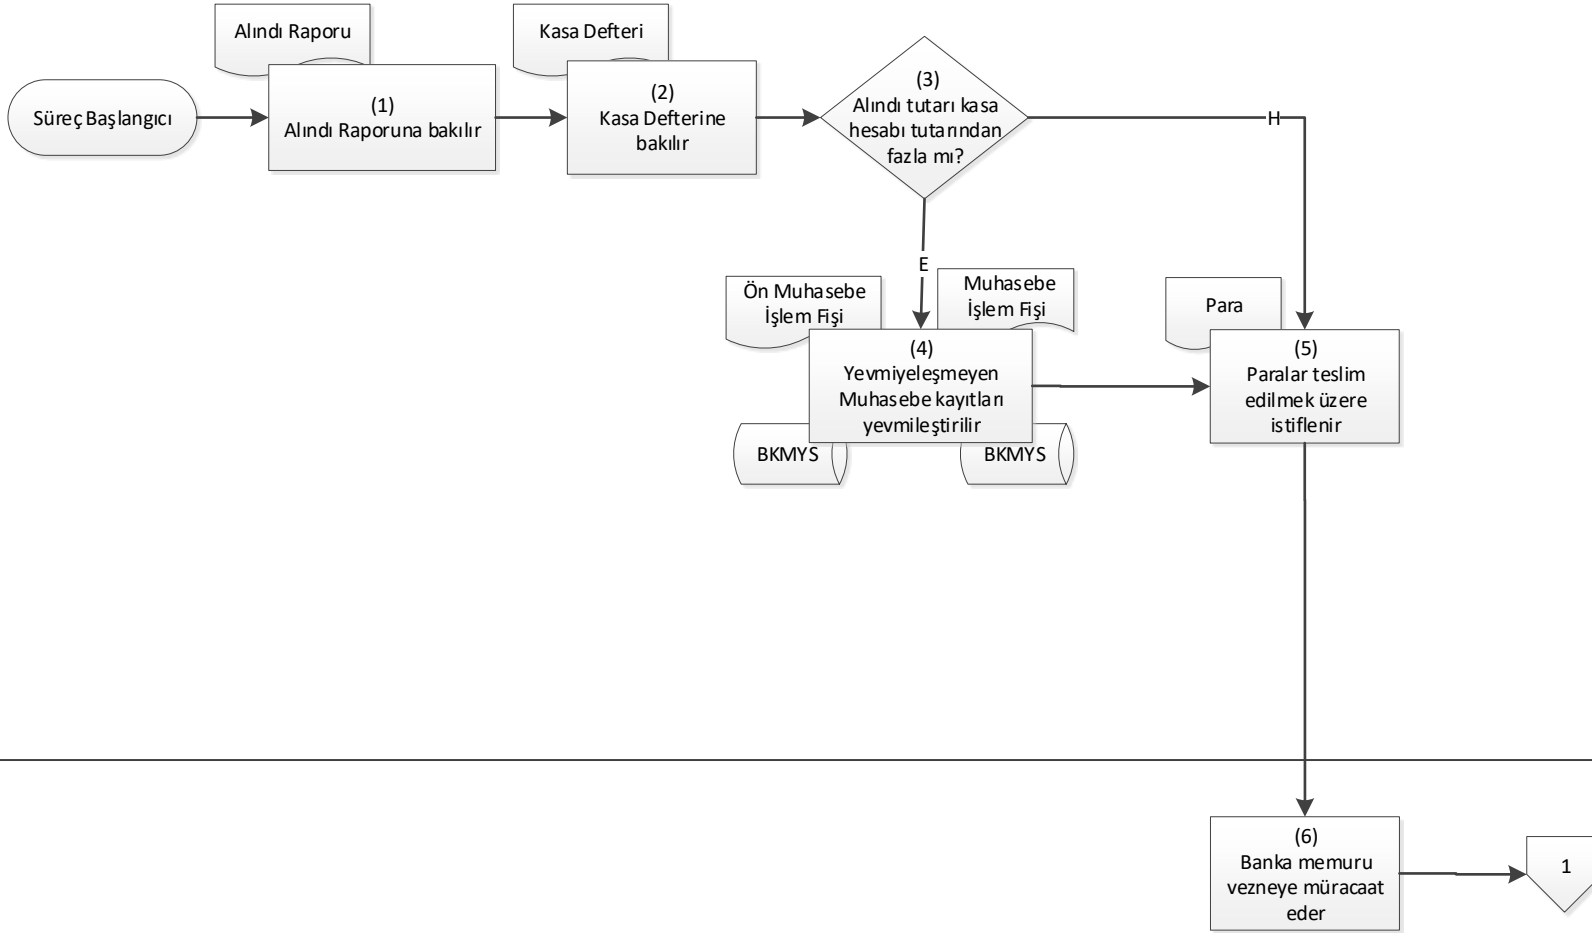 Alındı Raporu
Kasa Defteri
Süreç Başlangıcı
(1)
Alındı Raporuna bakılır
(2)
Kasa Defterine
bakılır
(3)
Alındı tutarı kasa
hesabı tutarından
fazla mı?
H
E
Ön Muhasebe
İşlem Fişi
Muhasebe
İşlem Fişi
Para
(4)
Yevmiyeleşmeyen
Muhasebe kayıtları
yevmileştirilir
BKMYS
BKMYS
(5)
Paralar teslim
edilmek üzere
istiflenir
(6)
Banka memuru
vezneye müracaat
eder
1